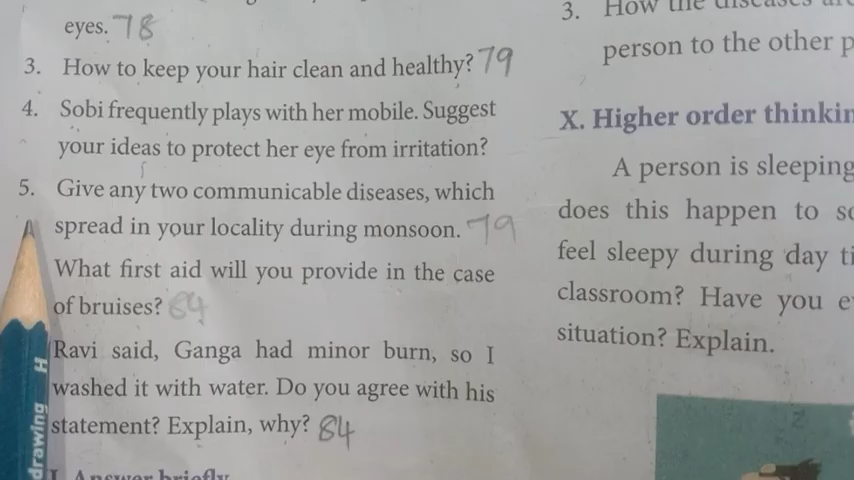 eyes. 78
3. How to keep your hair clean and healthy? 79
4. Sobi frequently plays with her mobile. Suggest
your ideas to protect her eye from irritation?
5. Give any two communicable diseases, which
spread in your locality during monsoon. 79
What first aid will you provide in the case
of bruises? 84
Ravi said, Ganga had minor burn, so I
washed it with water. Do you agree with his
statement? Explain, why? 84
Answer briefly
3. How the diseases
person to the other
X. Higher order
A person is sleeping
does this happen to
feel sleepy during day
classroom? Have you
situation? Explain.
drawing H